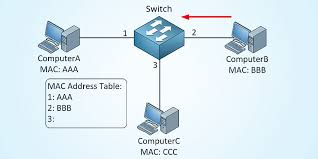 Switch
1
2
3
ComputerA
MAC: AAA
ComputerB
MAC: BBB
MAC Address Table:
1: AAA
2: BBB
3:
ComputerC
MAC: CCC